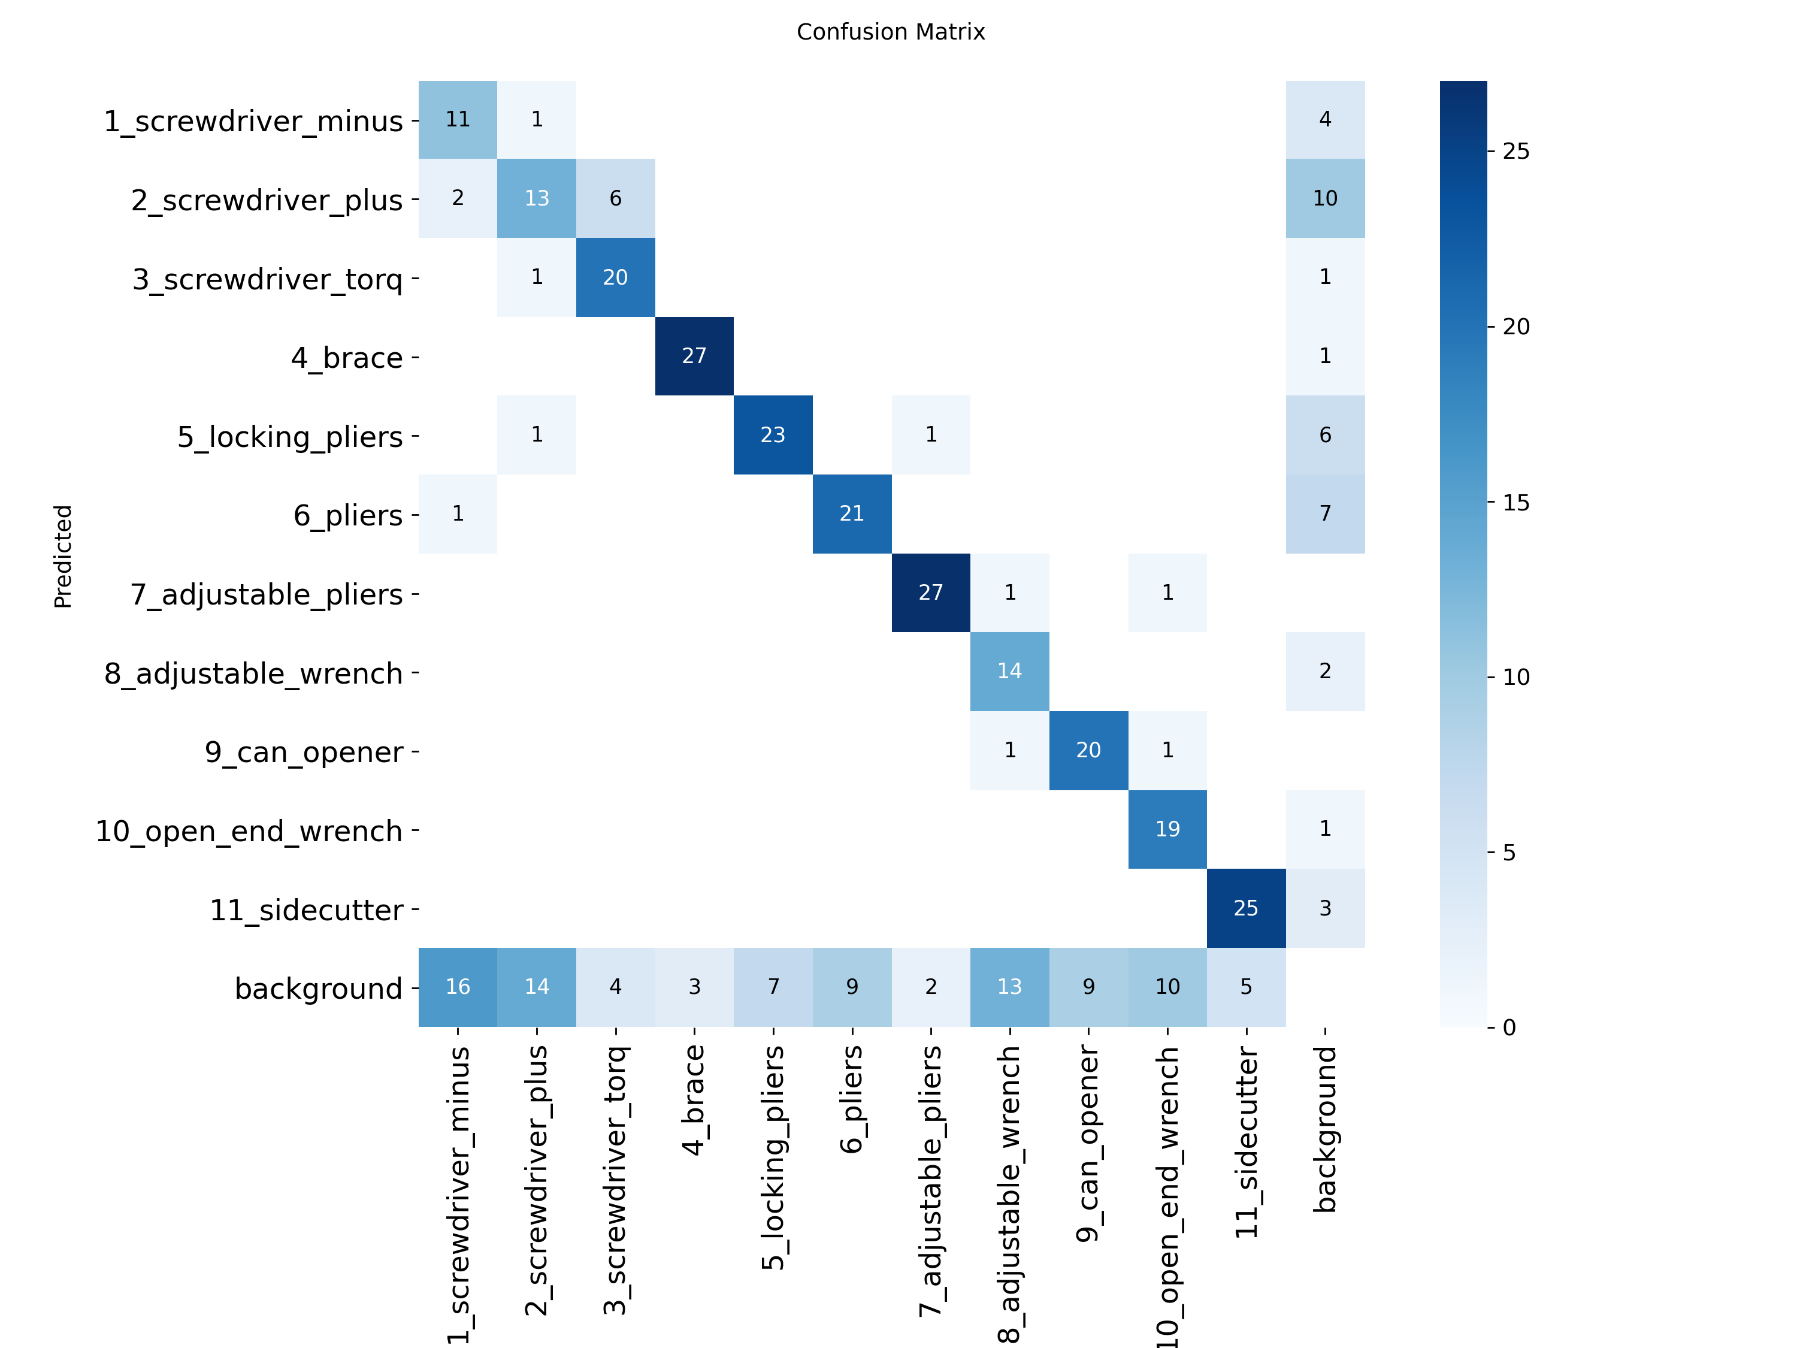 Confusion Matrix
1_screwdriver_minus 11 1 4
2_screwdriver_plus 2 13 6 10
3_screwdriver_torq 1 20 1
4_brace 27 1
5_locking_pliers 1 23 1 6
6_pliers 1 21 7
7_adjustable_pliers 27 1 1
8_adjustable_wrench 14 2
9_can_opener 1 20 1
10_open_end_wrench 19 1
11_sidecutter 25 3
background 16 14 4 3 7 9 2 13 9 10 5
Predicted
1_screwdriver_minus
2_screwdriver_plus
3_screwdriver_torq
4_brace
5_locking_pliers
6_pliers
7_adjustable_pliers
8_adjustable_wrench
9_can_opener
10_open_end_wrench
11_sidecutter
background
25
20
15
10
5
0